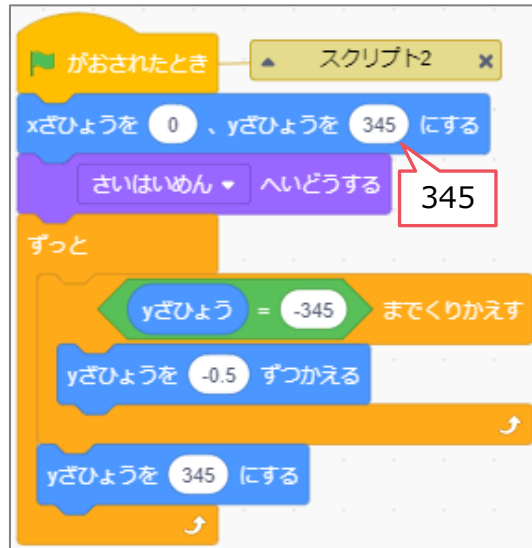 がおされたとき
スクリプト2
xざひょうを 0 、yざひょうを 345 にする
さいはいめん へいどうする
345
ずっと
yざひょう = -345 までくりかえす
yざひょうを -0.5 ずつかえる
yざひょうを 345 にする